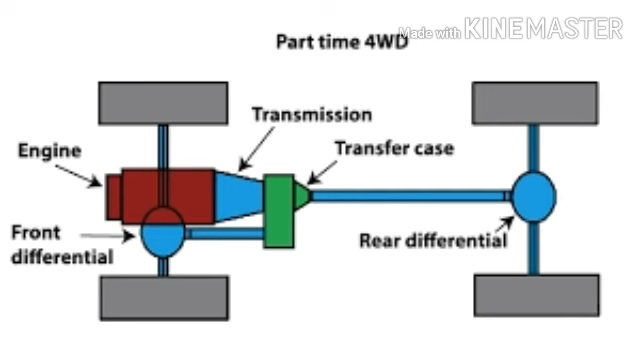 Made with KINEMASTER
Part time 4WD
Transmission
Engine
Transfer case
Front
differential
Rear differential